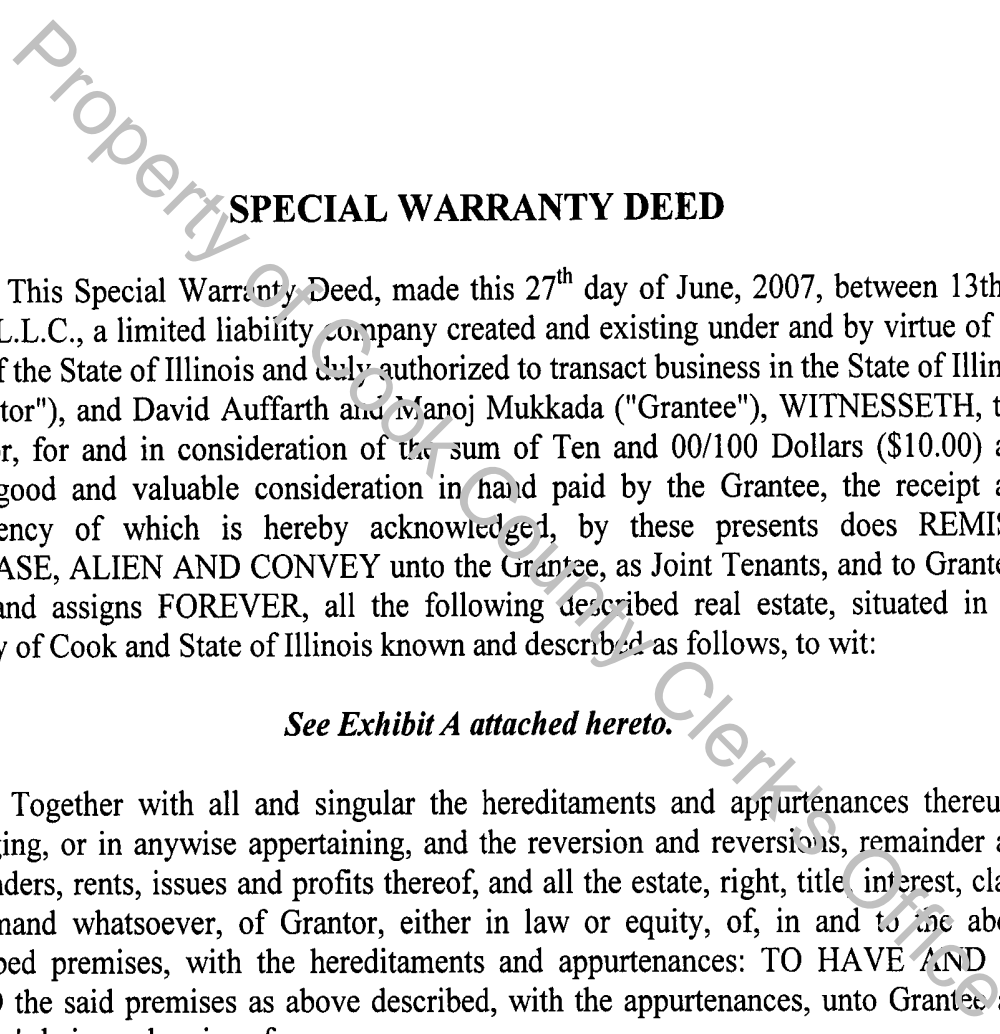 Property of Cook County Clerk's Office
SPECIAL WARRANTY DEED
This Special Warranty Deed, made this 27th day of June, 2007, between 13th
L.L.C., a limited liability company created and existing under and by virtue of
f the State of Illinois and duly authorized to transact business in the State of Illin
tor"), and David Auffarth and Manoj Mukkada ("Grantee"), WITNESSETH, t
r, for and in consideration of the sum of Ten and 00/100 Dollars ($10.00) a
good and valuable consideration in hand paid by the Grantee, the receipt a
ency of which is hereby acknowledged, by these presents does REMIS
ASE, ALIEN AND CONVEY unto the Grantee, as Joint Tenants, and to Grante
and assigns FOREVER, all the following described real estate, situated in
y of Cook and State of Illinois known and described as follows, to wit:
See Exhibit A attached hereto.
Together with all and singular the hereditaments and appurtenances thereu
ging, or in anywise appertaining, and the reversion and reversions, remainder a
nders, rents, issues and profits thereof, and all the estate, right, title, interest, cla
mand whatsoever, of Grantor, either in law or equity, of, in and to the abo
bed premises, with the hereditaments and appurtenances: TO HAVE AND
the said premises as above described, with the appurtenances, unto Grantee a